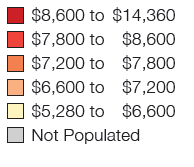 $8,600 to $14,360
$7,800 to $8,600
$7,200 to $7,800
$6,600 to $7,200
$5,280 to $6,600
Not Populated